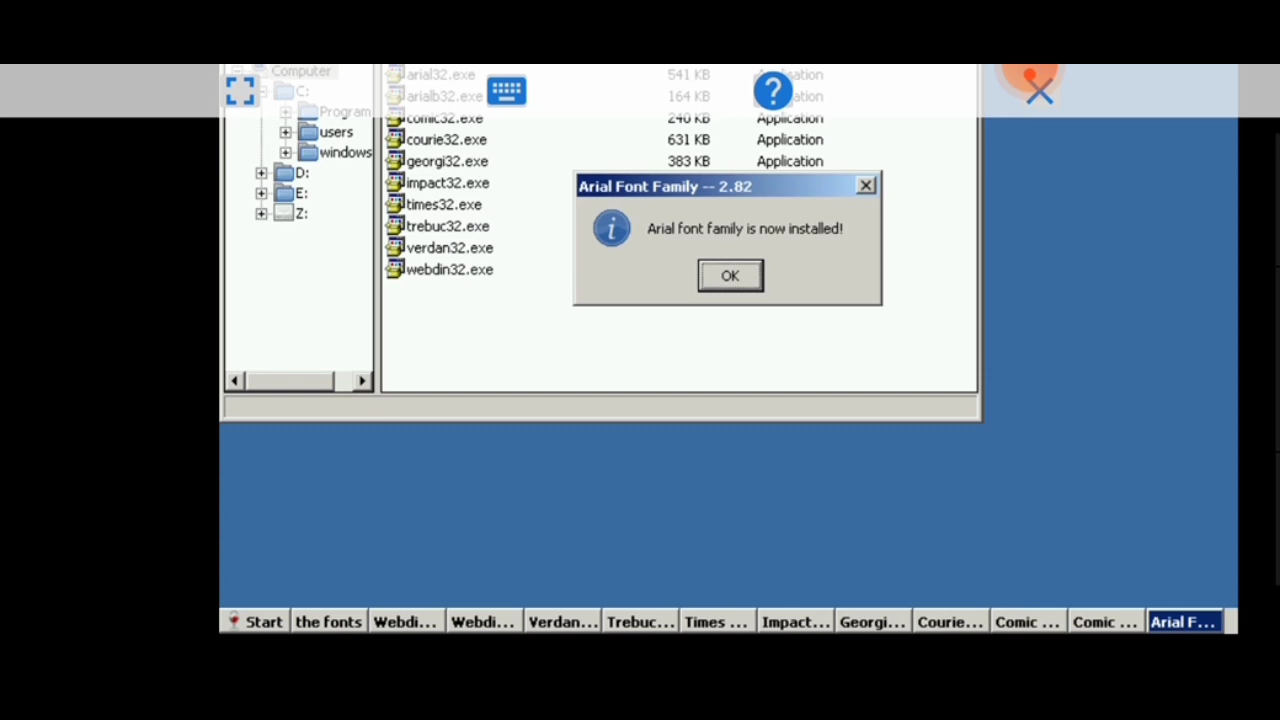 Computer
arial32.exe 541 KB
C:
arialb32.exe 164 KB
?
Program
comic32.exe 240 KB Application
users
courie32.exe 631 KB Application
windows
georgi32.exe 383 KB Application
D:
impact32.exe
Arial Font Family -- 2.82
E:
times32.exe
Z:
trebuc32.exe
i
Arial font family is now installed!
verdan32.exe
webdin32.exe
OK
Start the fonts Webdi... Webdi... Verdan... Trebuc... Times ... Impact... Georgi... Courie... Comic ... Comic ... Arial F...